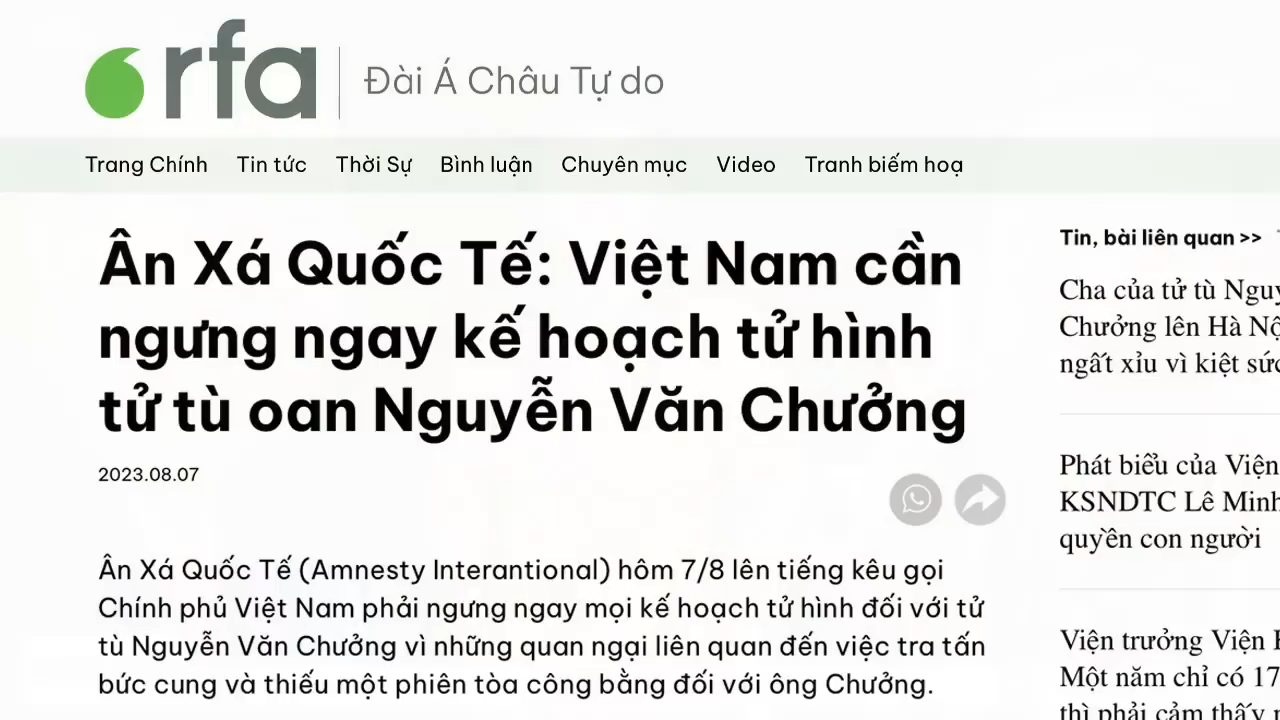 rfa
Đài Á Châu Tự do
Trang Chính Tin tức Thời Sự Bình luận Chuyên mục Video Tranh biếm hoạ
Ân Xá Quốc Tế: Việt Nam cần
ngưng ngay kế hoạch tử hình
tử tù oan Nguyễn Văn Chưởng
2023.08.07
Ân Xá Quốc Tế (Amnesty Interantional) hôm 7/8 lên tiếng kêu gọi
Chính phủ Việt Nam phải ngưng ngay mọi kế hoạch tử hình đối với tử
tù Nguyễn Văn Chưởng vì những quan ngại liên quan đến việc tra tấn
bức cung và thiếu một phiên tòa công bằng đối với ông Chưởng.
Tin, bài liên quan >>
Cha của tử tù
Chưởng lên Hà
ngất xỉu vì kiệt sức
Phát biểu của Viện
KSNDTC Lê Minh
quyền con người
Viện trưởng Viện
Một năm chỉ có 17
thì phải cảm thấy